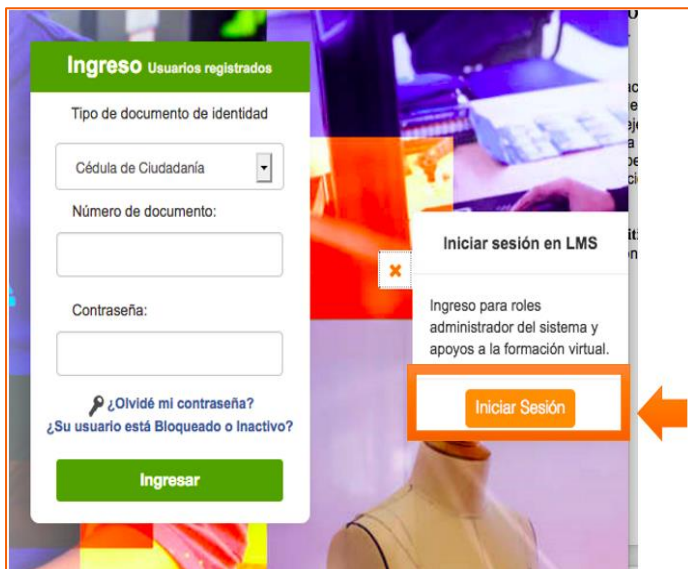 Ingreso Usuarios registrados
Tipo de documento de identidad
Cédula de Ciudadanía
Número de documento:
Contraseña:
¿Olvidé mi contraseña?
¿Su usuario está Bloqueado o Inactivo?
Ingresar
Iniciar sesión en LMS
Ingreso para roles
administrador del sistema y
apoyos a la formación virtual.
Iniciar Sesión